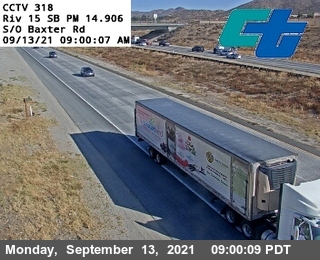 CCTV 318
Riv 15 SB PM 14.906
S/O Baxter Rd
09/13/21 09:00:07 AM
ct
Monday, September 13, 2021 09:00:09 PDT